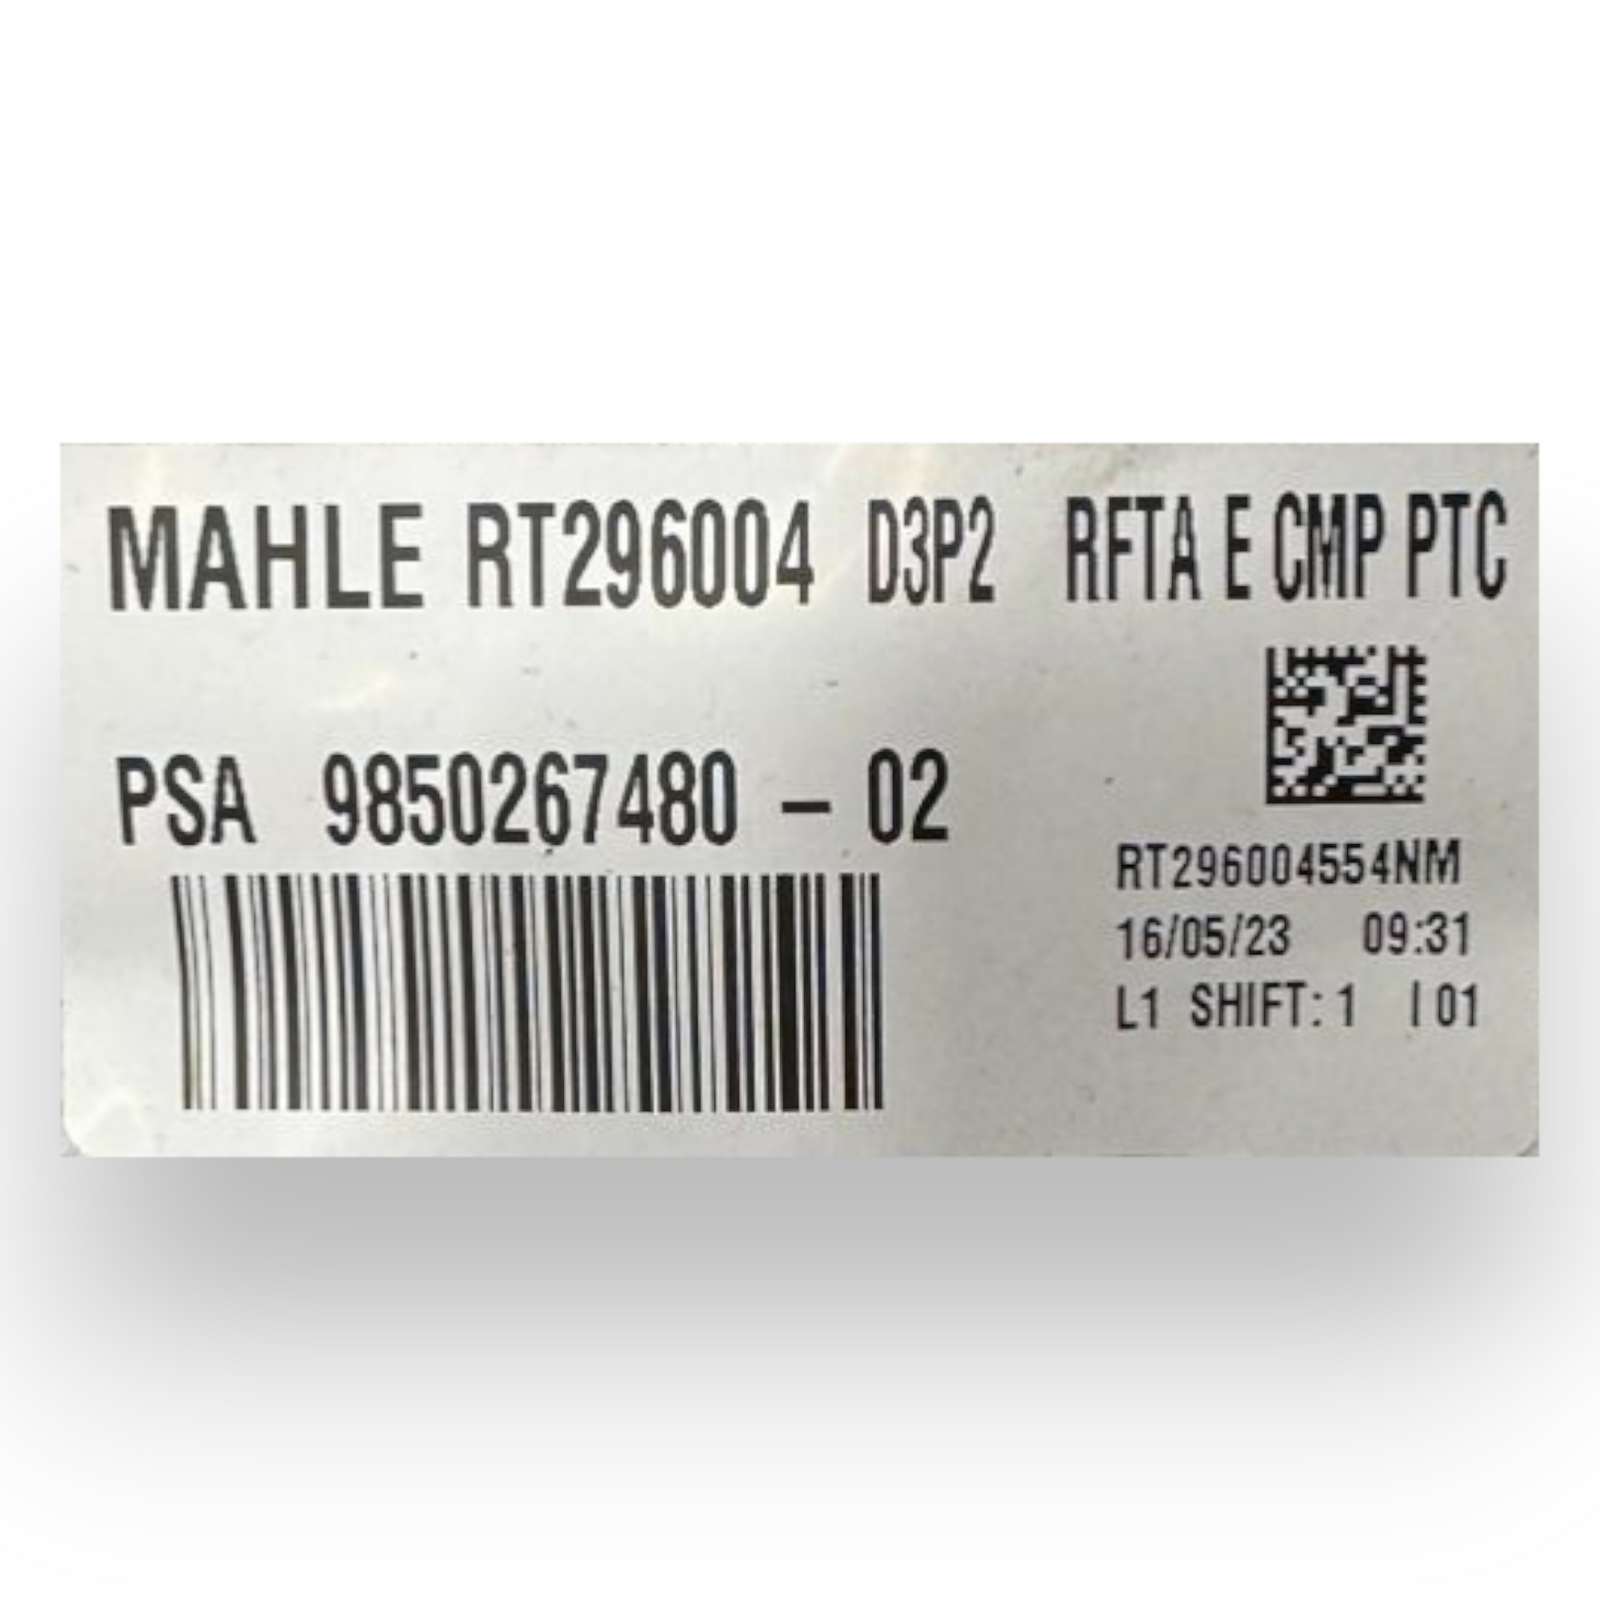 MAHLE RT296004 D3P2 RFTA E CMP PTC
PSA 9850267480 - 02
RT296004554NM
16/05/23 09:31
L1 SHIFT: 1 I 01